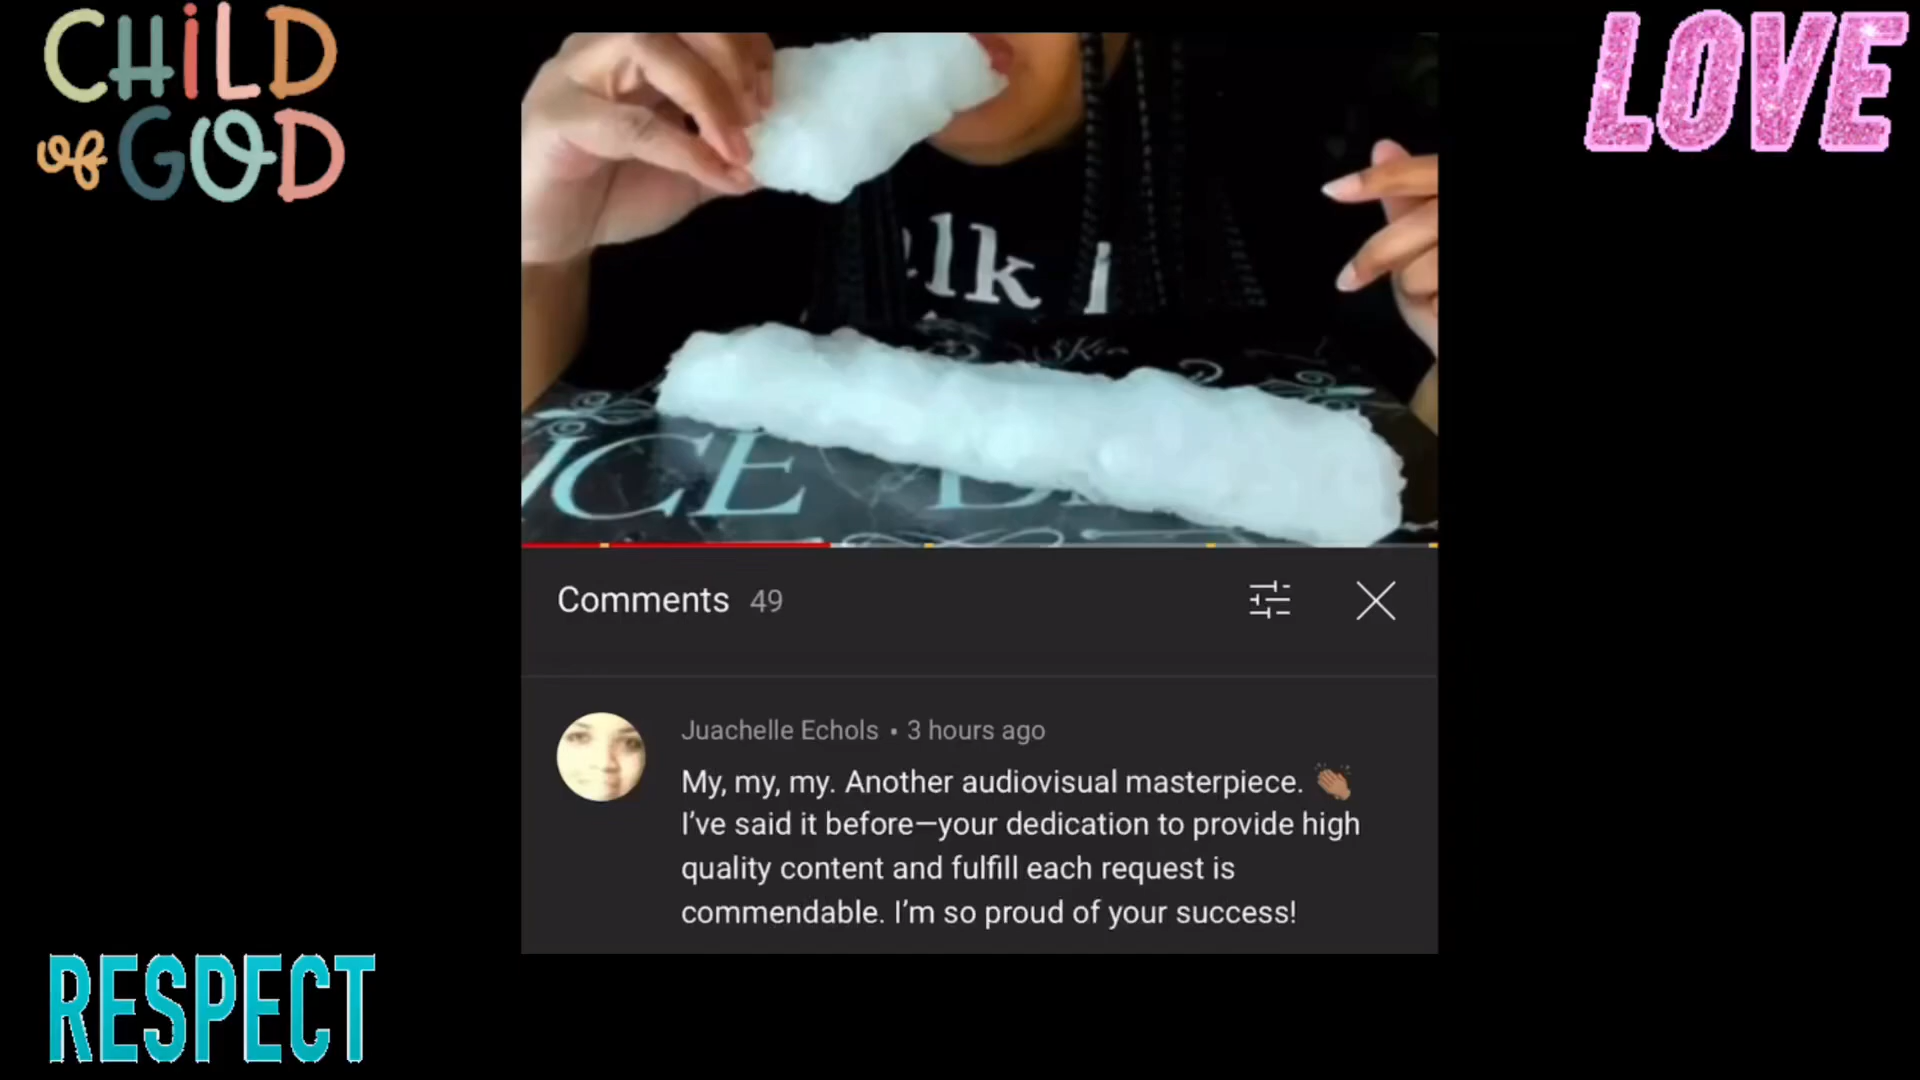 CHiLD
of GOD
LOVE
lk i
ICE
Comments 49
Juachelle Echols • 3 hours ago
My, my, my. Another audiovisual masterpiece. 👏🏽
I've said it before—your dedication to provide high
quality content and fulfill each request is
commendable. I'm so proud of your success!
RESPECT